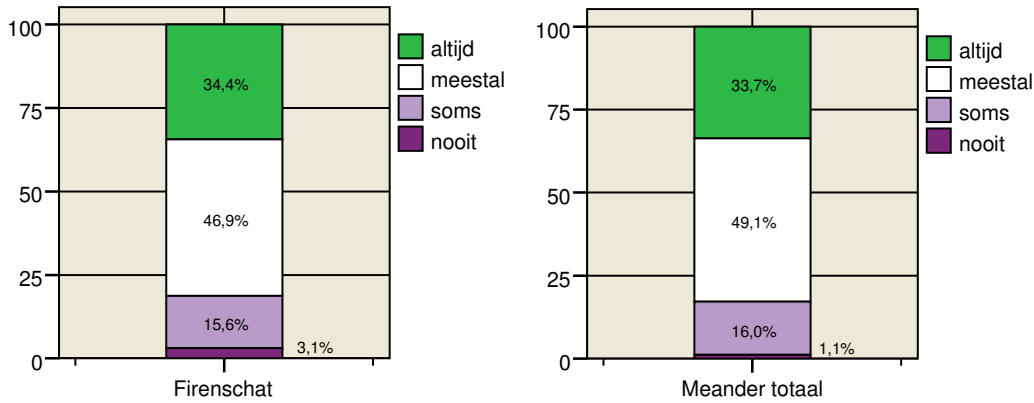 100
75
50
25
0
34,4%
46,9%
15,6%
3,1%
Firenschat
altijd
meestal
soms
nooit
100
75
50
25
0
33,7%
49,1%
16,0%
1,1%
Meander totaal
altijd
meestal
soms
nooit